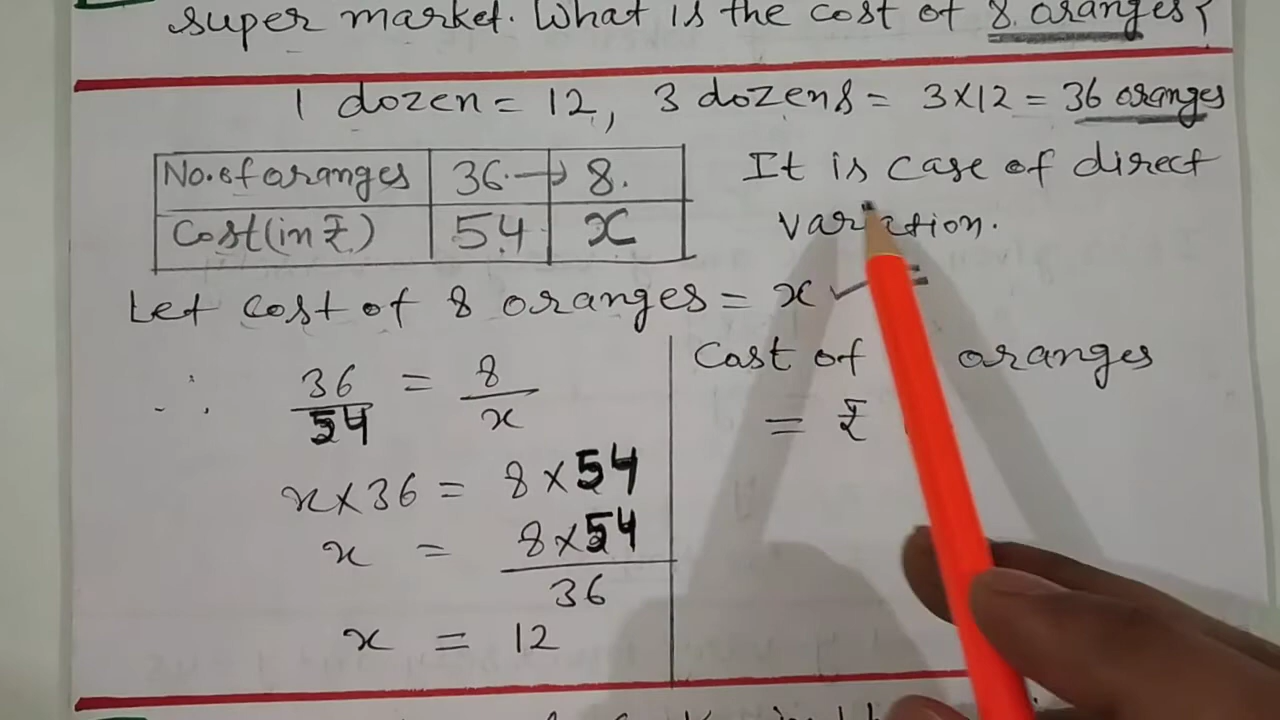 super market. What is the cost of 8 oranges?
1 dozen = 12, 3 dozens = 3×12 = 36 oranges
No. of oranges 36 → 8.
Cost (in ₹) 54 x
It is case of direct
variation.
Let cost of 8 oranges = x
∴ 36/54 = 8/x
x×36 = 8×54
x = 8×54/36
x = 12
Cost of oranges
= ₹